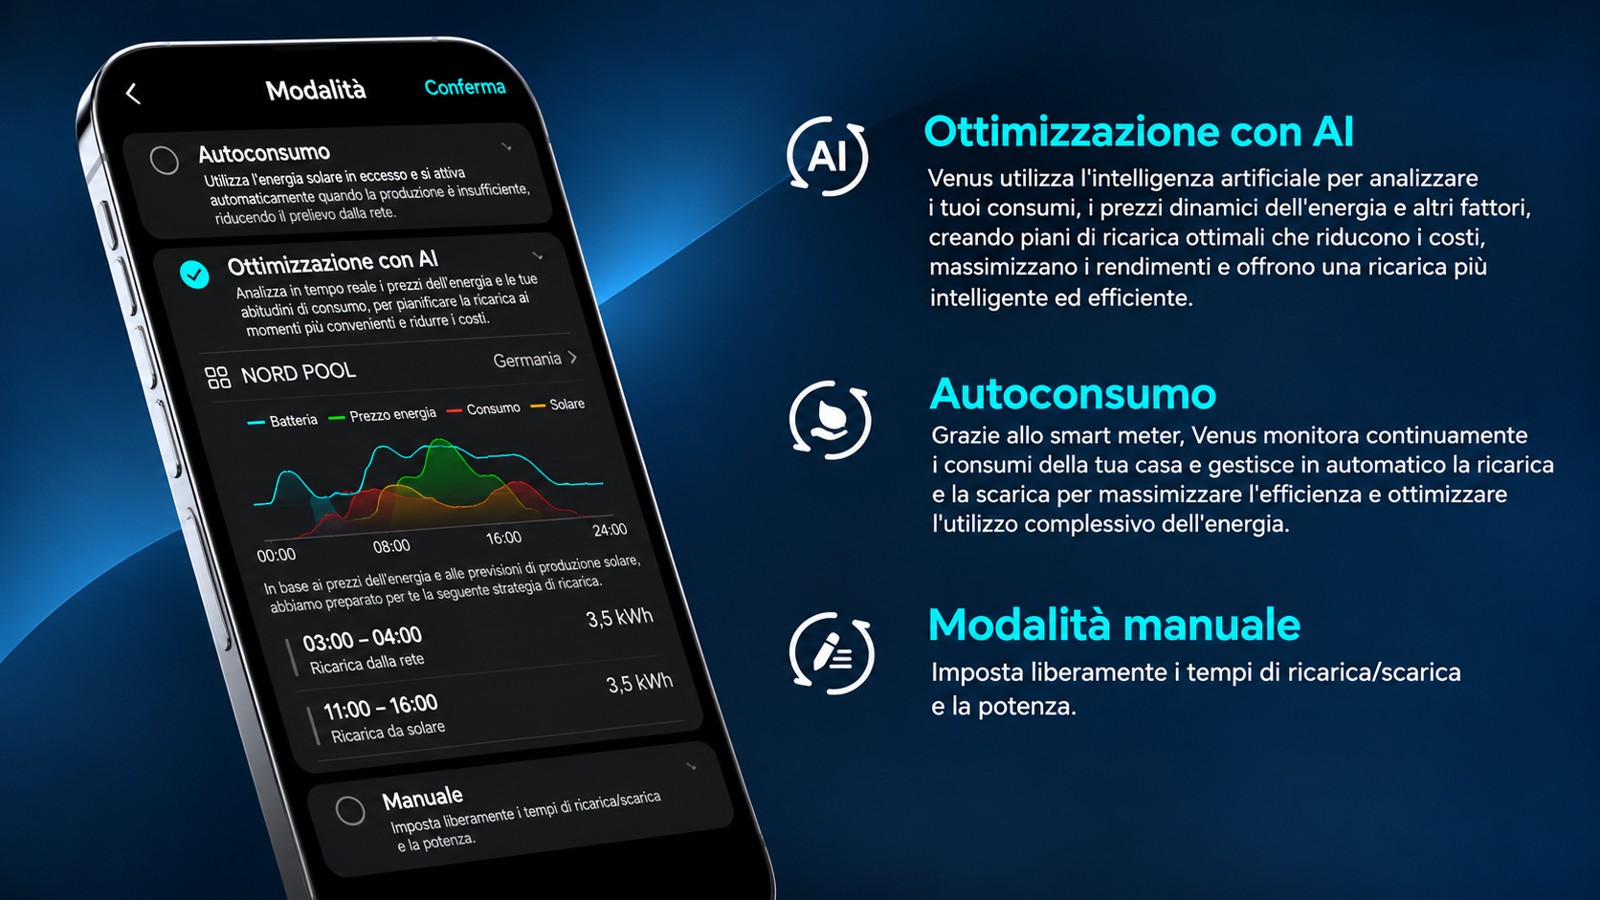 Modalità
Conferma
Autoconsumo
Utilizza l'energia solare in eccesso e si attiva
automaticamente quando la produzione è insufficiente,
riducendo il prelievo dalla rete.
Ottimizzazione con AI
Analizza in tempo reale i prezzi dell'energia e le tue
abitudini di consumo, per pianificare la ricarica ai
momenti più convenienti e ridurre i costi.
NORD POOL
Germania
Batteria
Prezzo energia
Consumo
Solare
00:00
08:00
16:00
24:00
In base ai prezzi dell'energia e alle previsioni di produzione solare,
abbiamo preparato per te la seguente strategia di ricarica.
03:00 – 04:00
3,5 kWh
Ricarica dalla rete
11:00 – 16:00
3,5 kWh
Ricarica da solare
Manuale
Imposta liberamente i tempi di ricarica/scarica
e la potenza.
AI
Ottimizzazione con AI
Venus utilizza l'intelligenza artificiale per analizzare
i tuoi consumi, i prezzi dinamici dell'energia e altri fattori,
creando piani di ricarica ottimali che riducono i costi,
massimizzano i rendimenti e offrono una ricarica più
intelligente ed efficiente.
Autoconsumo
Grazie allo smart meter, Venus monitora continuamente
i consumi della tua casa e gestisce in automatico la ricarica
e la scarica per massimizzare l'efficienza e ottimizzare
l'utilizzo complessivo dell'energia.
Modalità manuale
Imposta liberamente i tempi di ricarica/scarica
e la potenza.